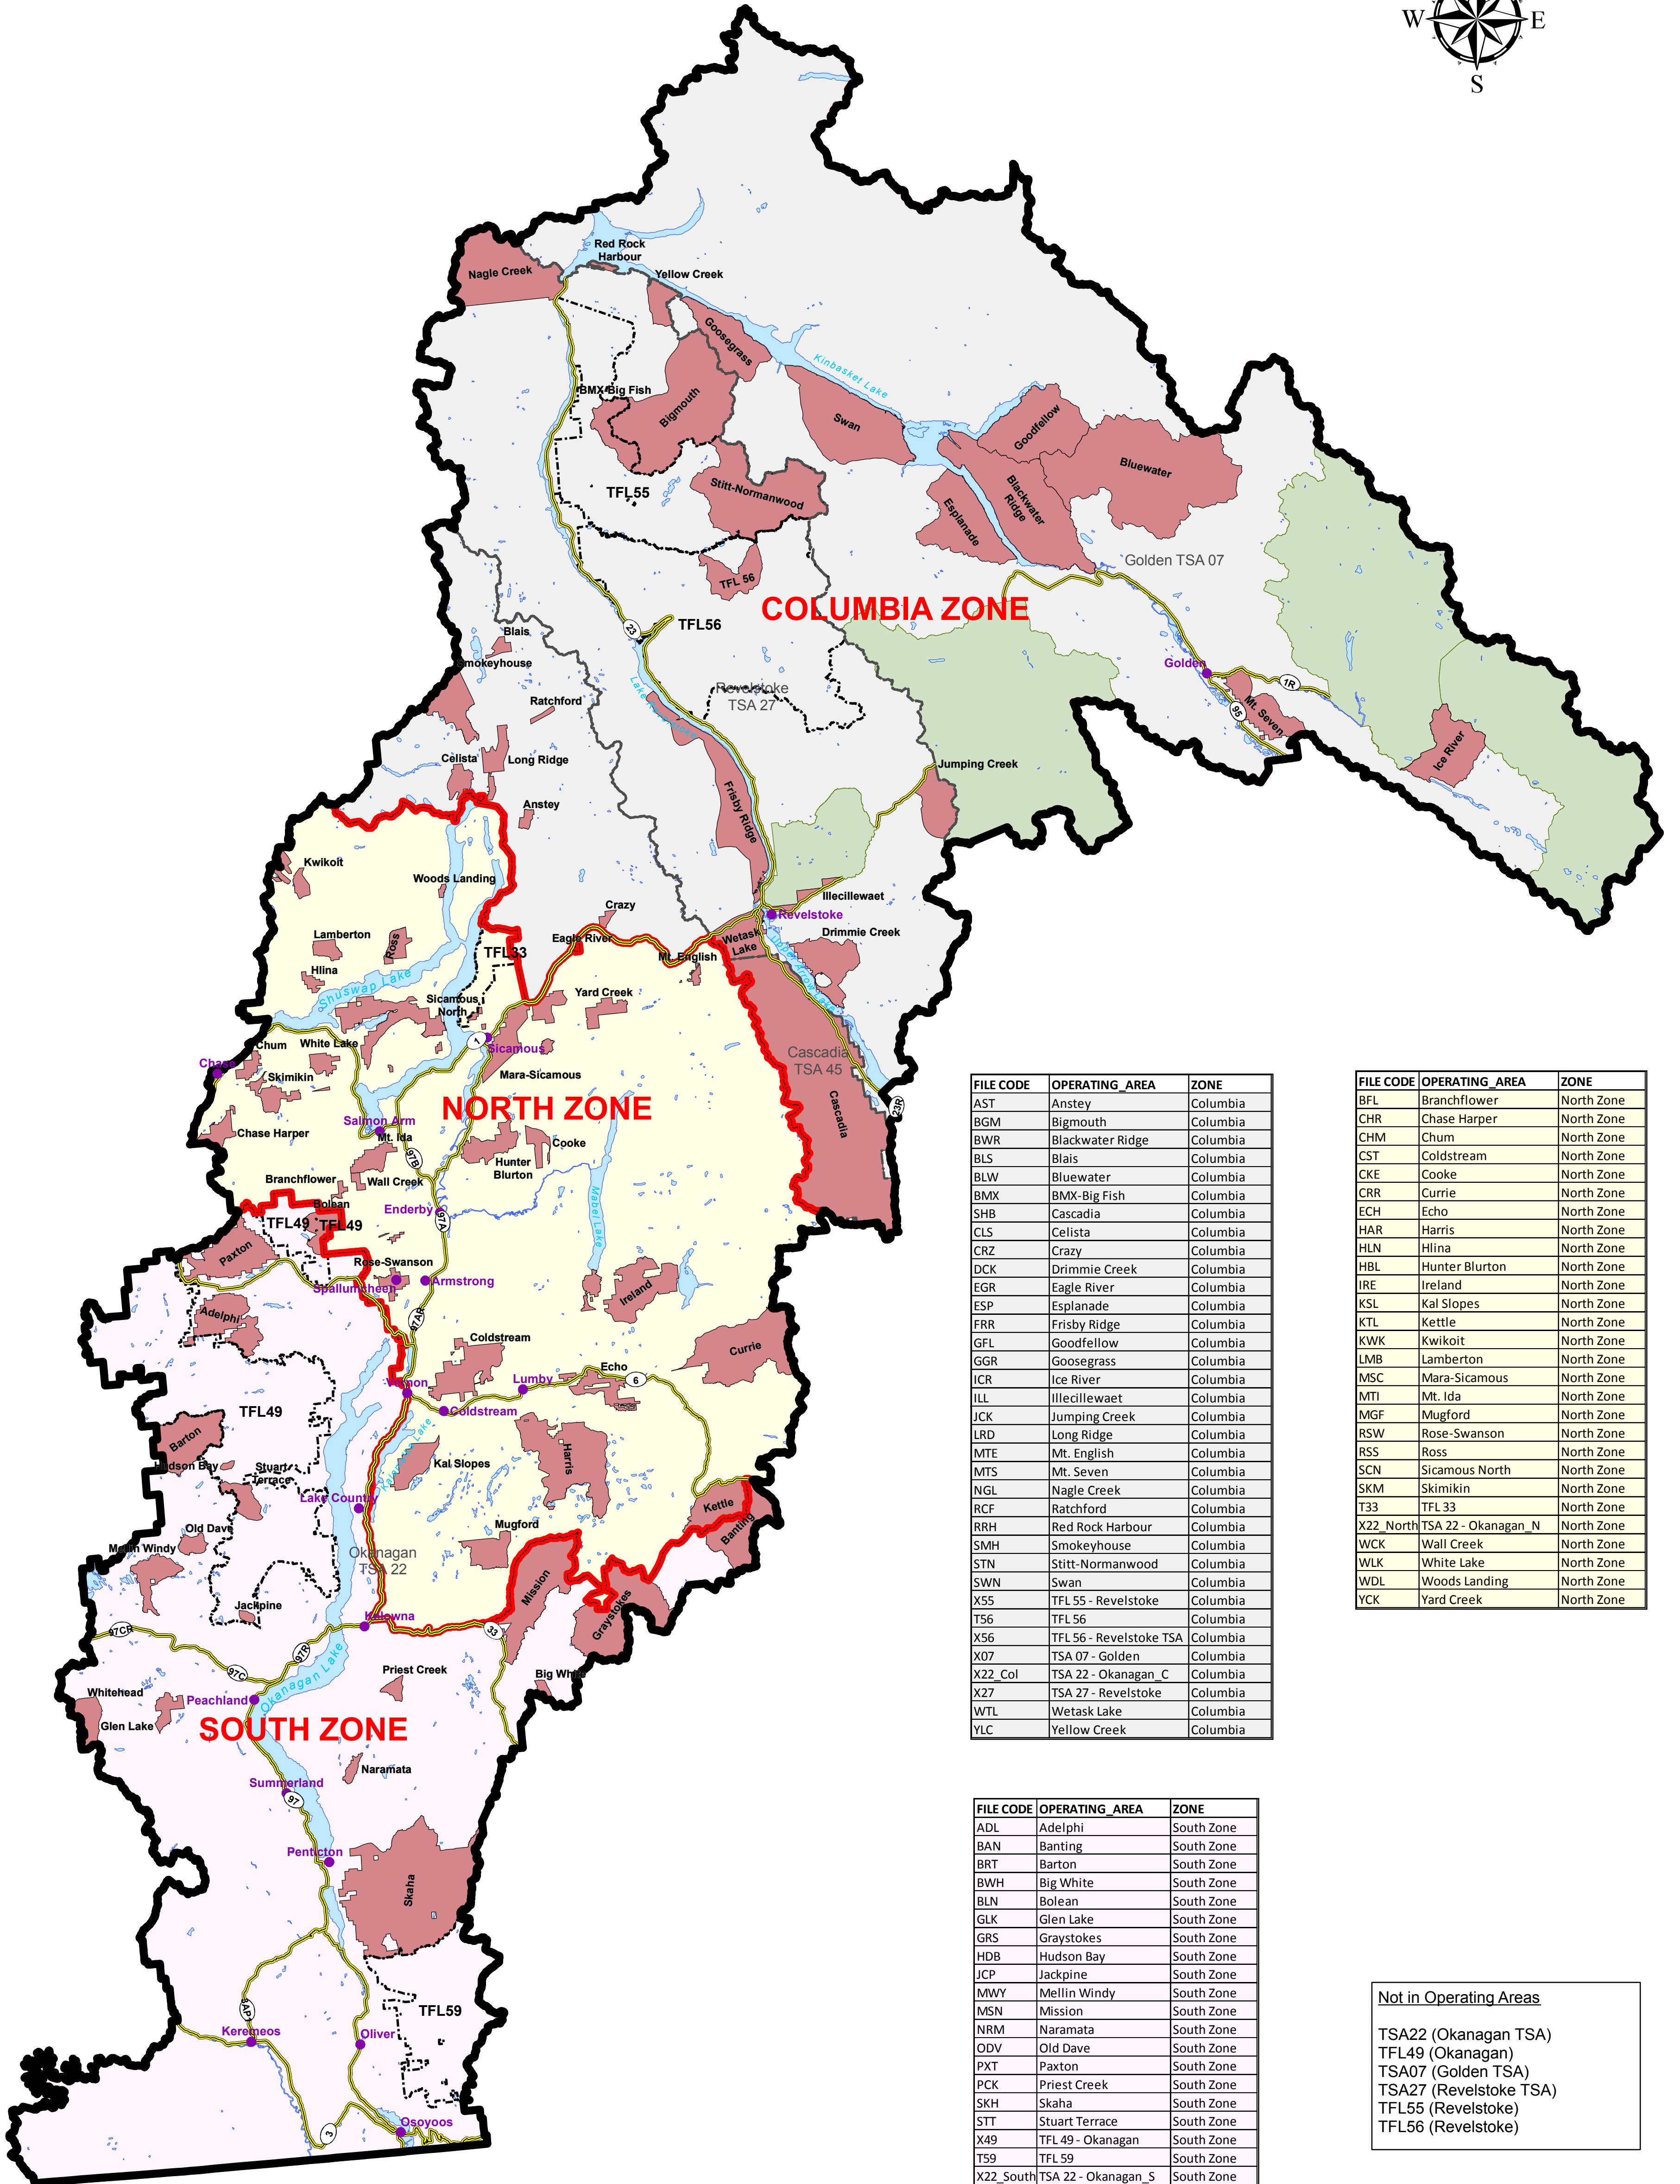 W E
S
Red Rock
Harbour
Nagle Creek
Yellow Creek
Goosegrass
Kinbasket Lake
BMX-Big Fish
Bigmouth
Swan
Goodfellow
Bluewater
Stitt-Normanwood
Blackwater
Ridge
TFL55
Esplanade
Golden TSA 07
TFL 56
COLUMBIA ZONE
23
TFL56
Blais
Smokeyhouse
Golden
1R
Revelstoke
TSA 27
Lake
Ratchford
95
Mt. Seven
Ice River
Celista
Long Ridge
Jumping Creek
Frisby Ridge
Anstey
Kwikoit
Woods Landing
Illecillewaet
Crazy
Revelstoke
Lamberton
Ross
Eagle River
Wetask
Lake
Drimmie Creek
TFL33
Mt. English
Upper Arrow Lake
Hlina
Shuswap Lake
Sicamous
North
Yard Creek
Chum
White Lake
1
Sicamous
Chase
Skimikin
Mara-Sicamous
Cascadia
TSA 45
Cascadia
NORTH ZONE
23R
Salmon Arm
Chase Harper
Mt. Ida
97B
Cooke
Hunter
Blurton
Branchflower
Wall Creek
Mabel Lake
Bolean
Enderby
97A
TFL49
TFL49
Paxton
Rose-Swanson
Spallumsheen
Armstrong
Ireland
Adelphi
97AR
Coldstream
Currie
Echo
Vernon
Lumby
6
TFL49
Coldstream
Barton
Kalamalka Lake
Harris
Hudson Bay
Stuart
Terrace
Kal Slopes
Lake Country
Kettle
Old Dave
Mugford
Banting
Mellin Windy
Okanagan
TSA 22
Mission
Jackpine
Graystokes
Kelowna
97CR
33
97R
97C
Priest Creek
Big White
Whitehead
Peachland
Okanagan Lake
Glen Lake
SOUTH ZONE
Naramata
Summerland
97
Penticton
Skaha
TFL59
3AP1
Keremeos
Oliver
Osoyoos
3
FILE CODE OPERATING_AREA ZONE
AST Anstey Columbia
BGM Bigmouth Columbia
BWR Blackwater Ridge Columbia
BLS Blais Columbia
BLW Bluewater Columbia
BMX BMX-Big Fish Columbia
SHB Cascadia Columbia
CLS Celista Columbia
CRZ Crazy Columbia
DCK Drimmie Creek Columbia
EGR Eagle River Columbia
ESP Esplanade Columbia
FRR Frisby Ridge Columbia
GFL Goodfellow Columbia
GGR Goosegrass Columbia
ICR Ice River Columbia
ILL Illecillewaet Columbia
JCK Jumping Creek Columbia
LRD Long Ridge Columbia
MTE Mt. English Columbia
MTS Mt. Seven Columbia
NGL Nagle Creek Columbia
RCF Ratchford Columbia
RRH Red Rock Harbour Columbia
SMH Smokeyhouse Columbia
STN Stitt-Normanwood Columbia
SWN Swan Columbia
X55 TFL 55 - Revelstoke Columbia
T56 TFL 56 Columbia
X56 TFL 56 - Revelstoke TSA Columbia
X07 TSA 07 - Golden Columbia
X22_Col TSA 22 - Okanagan_C Columbia
X27 TSA 27 - Revelstoke Columbia
WTL Wetask Lake Columbia
YLC Yellow Creek Columbia
FILE CODE OPERATING_AREA ZONE
BFL Branchflower North Zone
CHR Chase Harper North Zone
CHM Chum North Zone
CST Coldstream North Zone
CKE Cooke North Zone
CRR Currie North Zone
ECH Echo North Zone
HAR Harris North Zone
HLN Hlina North Zone
HBL Hunter Blurton North Zone
IRE Ireland North Zone
KSL Kal Slopes North Zone
KTL Kettle North Zone
KWK Kwikoit North Zone
LMB Lamberton North Zone
MSC Mara-Sicamous North Zone
MTI Mt. Ida North Zone
MGF Mugford North Zone
RSW Rose-Swanson North Zone
RSS Ross North Zone
SCN Sicamous North North Zone
SKM Skimikin North Zone
T33 TFL 33 North Zone
X22_North TSA 22 - Okanagan_N North Zone
WCK Wall Creek North Zone
WLK White Lake North Zone
WDL Woods Landing North Zone
YCK Yard Creek North Zone
FILE CODE OPERATING_AREA ZONE
ADL Adelphi South Zone
BAN Banting South Zone
BRT Barton South Zone
BWH Big White South Zone
BLN Bolean South Zone
GLK Glen Lake South Zone
GRS Graystokes South Zone
HDB Hudson Bay South Zone
JCP Jackpine South Zone
MWY Mellin Windy South Zone
MSN Mission South Zone
NRM Naramata South Zone
ODV Old Dave South Zone
PXT Paxton South Zone
PCK Priest Creek South Zone
SKH Skaha South Zone
STT Stuart Terrace South Zone
X49 TFL 49 - Okanagan South Zone
T59 TFL 59 South Zone
X22_South TSA 22 - Okanagan_S South Zone
Not in Operating Areas
TSA22 (Okanagan TSA)
TFL49 (Okanagan)
TSA07 (Golden TSA)
TSA27 (Revelstoke TSA)
TFL55 (Revelstoke)
TFL56 (Revelstoke)